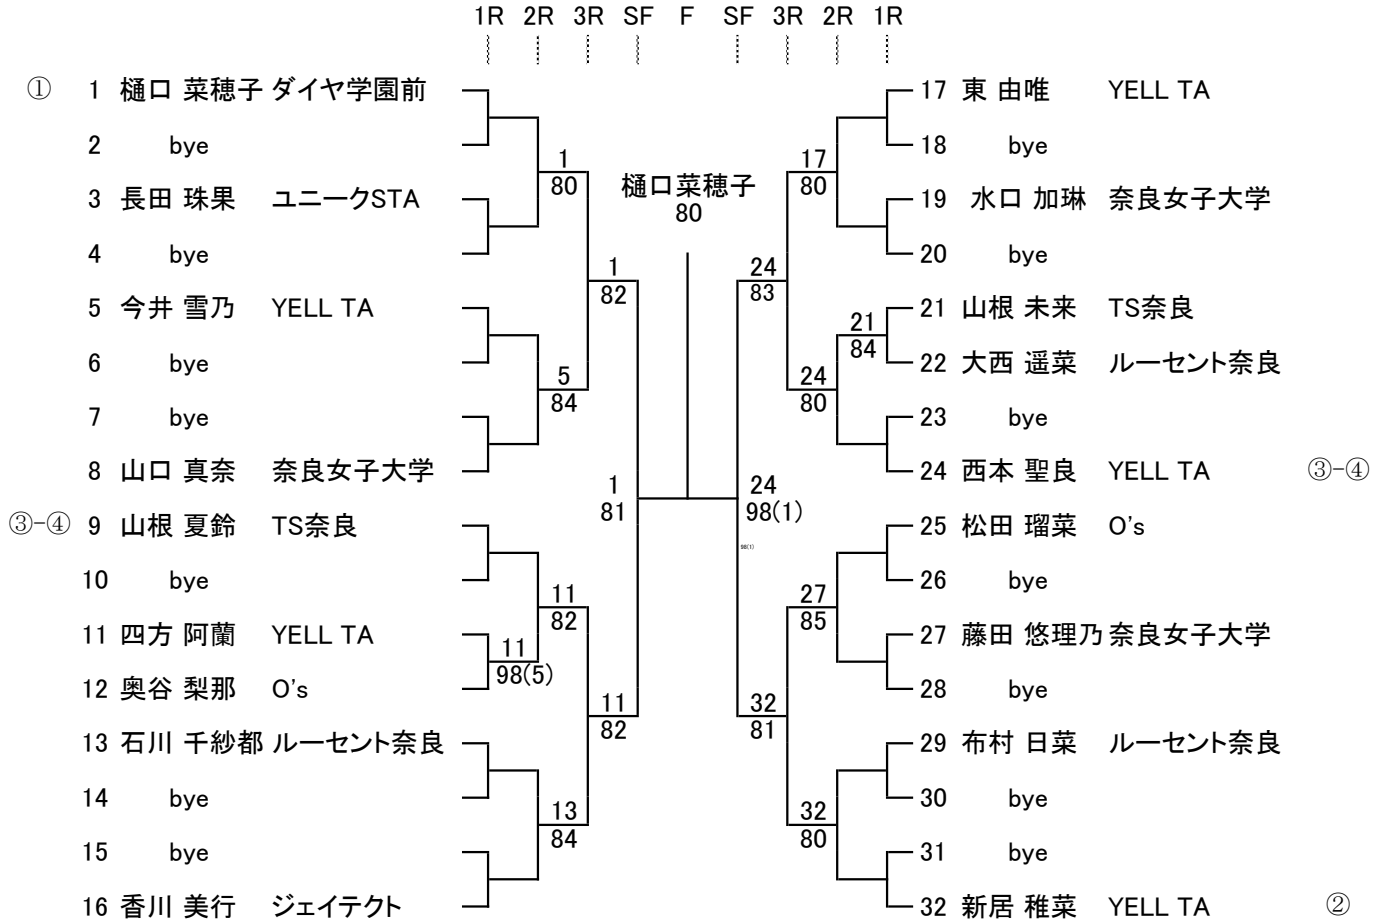 1R 2R 3R SF F SF 3R 2R 1R
① 1 樋口 菜穂子 ダイヤ学園前
2 bye
3 長田 珠果 ユニークSTA
4 bye
5 今井 雪乃 YELL TA
6 bye
7 bye
8 山口 真奈 奈良女子大学
③-④ 9 山根 夏鈴 TS奈良
10 bye
11 四方 阿蘭 YELL TA
12 奥谷 梨那 O's
13 石川 千紗都 ルーセント奈良
14 bye
15 bye
16 香川 美行 ジェイテクト
11
98(5)
1
80
5
84
11
82
13
84
1
82
11
82
1
81
樋口菜穂子
80
24
98(1)
98(1)
24
83
32
81
17
80
24
80
27
85
32
80
21
84
17 東 由唯 YELL TA
18 bye
19 水口 加琳 奈良女子大学
20 bye
21 山根 未来 TS奈良
22 大西 遥菜 ルーセント奈良
23 bye
24 西本 聖良 YELL TA ③-④
25 松田 瑠菜 O's
26 bye
27 藤田 悠理乃 奈良女子大学
28 bye
29 布村 日菜 ルーセント奈良
30 bye
31 bye
32 新居 稚菜 YELL TA ②